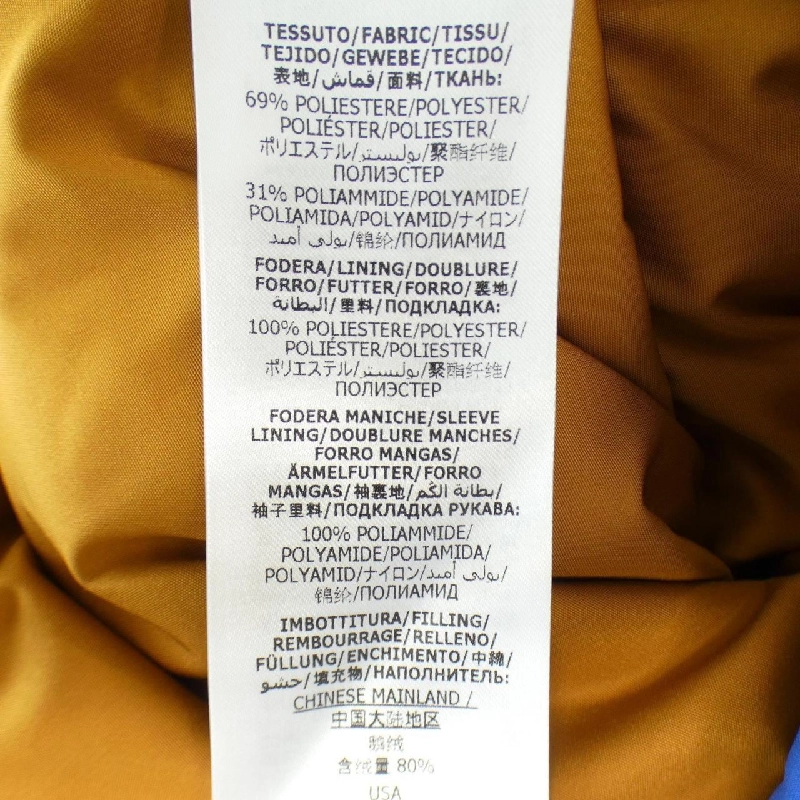 TESSUTO/FABRIC/TISSU/
TEJIDO/GEWEBE/TECIDO/
表地/قماش/面料/ТКАНЬ:
69% POLIESTERE/POLYESTER/
POLIÉSTER/POLIESTER/
ポリエステル/بوليستر/聚酯纤维/
ПОЛИЭСТЕР
31% POLIAMMIDE/POLYAMIDE/
POLIAMIDA/POLYAMID/ナイロン/
بولي أميد/锦纶/ПОЛИАМИД
FODERA/LINING/DOUBLURE/
FORRO/FUTTER/FORRO/裏地/
البطانة/里料/ПОДКЛАДКА:
100% POLIESTERE/POLYESTER/
POLIÉSTER/POLIESTER/
ポリエステル/بوليستر/聚酯纤维/
ПОЛИЭСТЕР
FODERA MANICHE/SLEEVE
LINING/DOUBLURE MANCHES/
FORRO MANGAS/
ÄRMELFUTTER/FORRO
MANGAS/袖裏地/بطانة الكُم/
袖子里料/ПОДКЛАДКА РУКАВА:
100% POLIAMMIDE/
POLYAMIDE/POLIAMIDA/
POLYAMID/ナイロン/بولي أميد/
锦纶/ПОЛИАМИД
IMBOTTITURA/FILLING/
REMBOURRAGE/RELLENO/
FÜLLUNG/ENCHIMENTO/中綿/
حشو/填充物/НАПОЛНИТЕЛЬ:
CHINESE MAINLAND /
中国大陆地区
鹅绒
含绒量 80%
USA